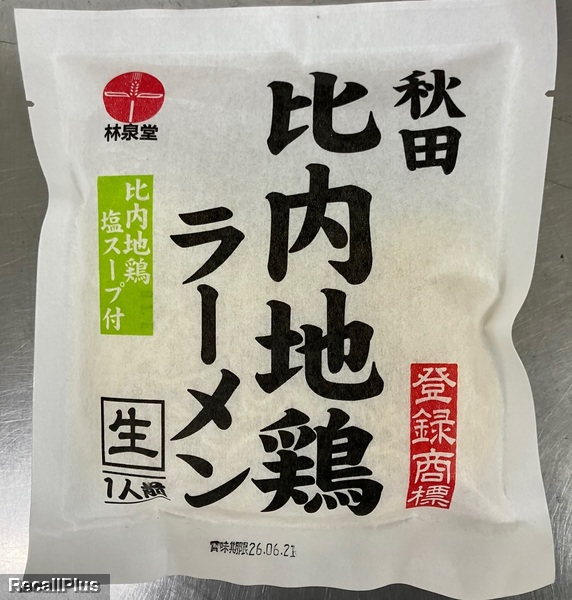 秋田
比内地鶏
ラーメン
林泉堂
比内地鶏
塩スープ付
生
1人前
登録商標
賞味期限26.06.21
RecallPlus